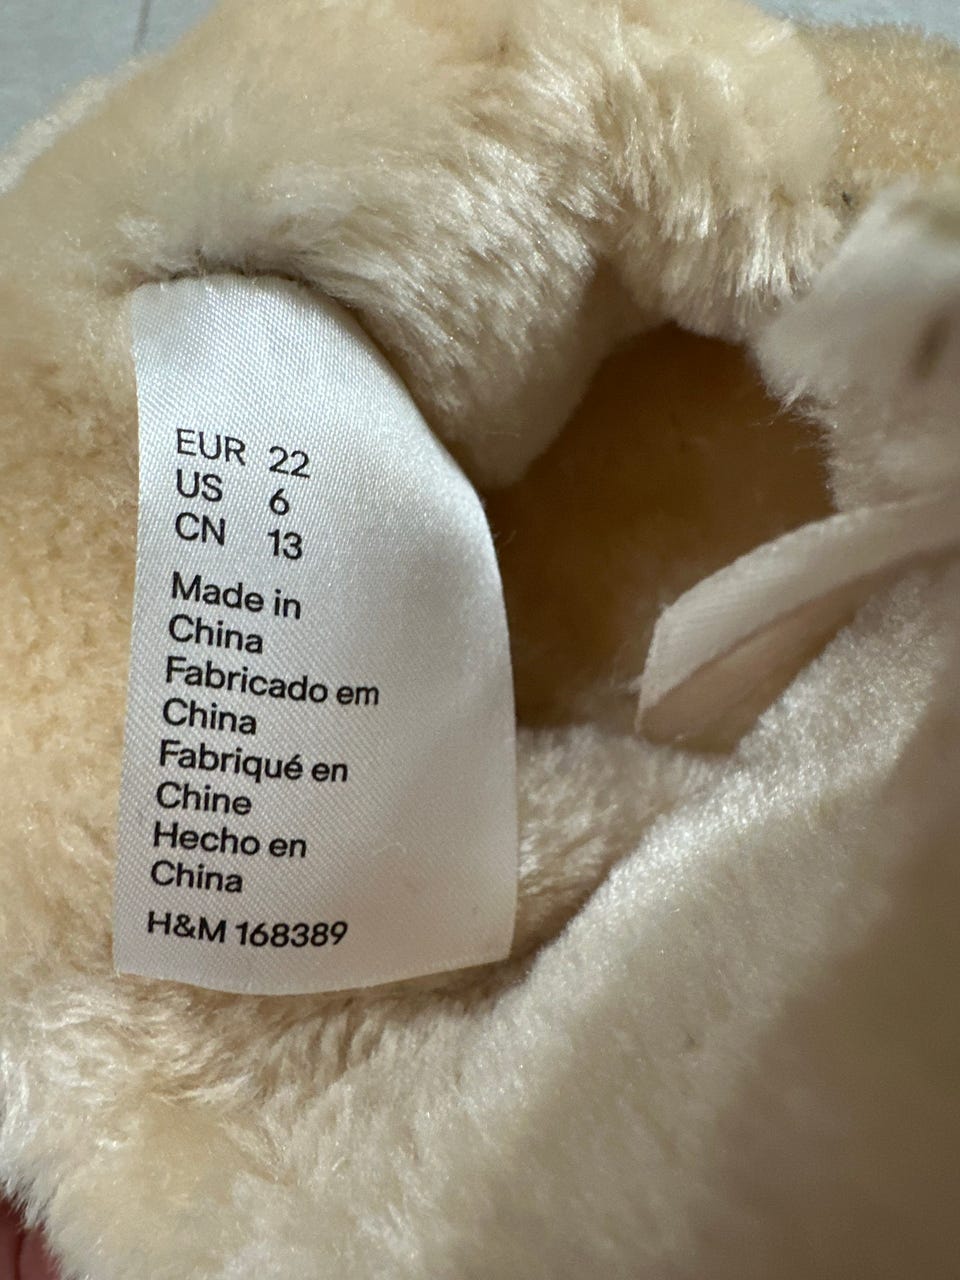 EUR 22
US 6
CN 13
Made in
China
Fabricado em
China
Fabriqué en
Chine
Hecho en
China
H&M 168389